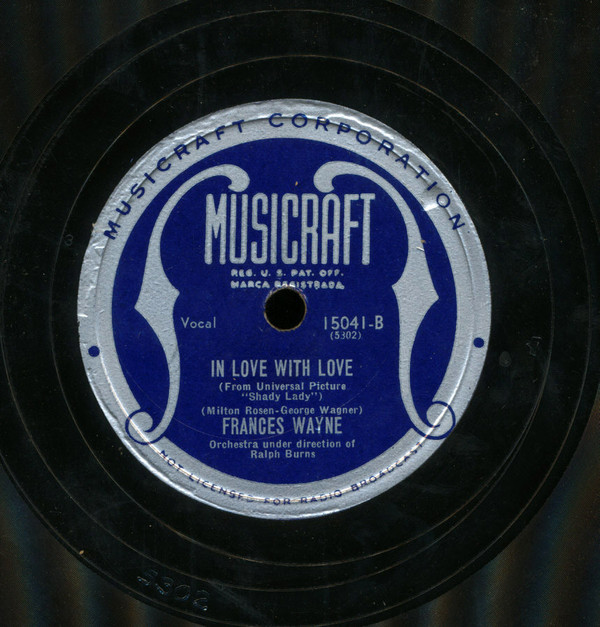 MUSICRAFT CORPORATION
MUSICRAFT
REG. U. S. PAT. OFF.
MARCA REGISTRADA
Vocal 15041-B
(5302)
IN LOVE WITH LOVE
(From Universal Picture
"Shady Lady")
(Milton Rosen-George Wagner)
FRANCES WAYNE
Orchestra under direction of
Ralph Burns
NOT LICENSED FOR RADIO BROADCAST
5302